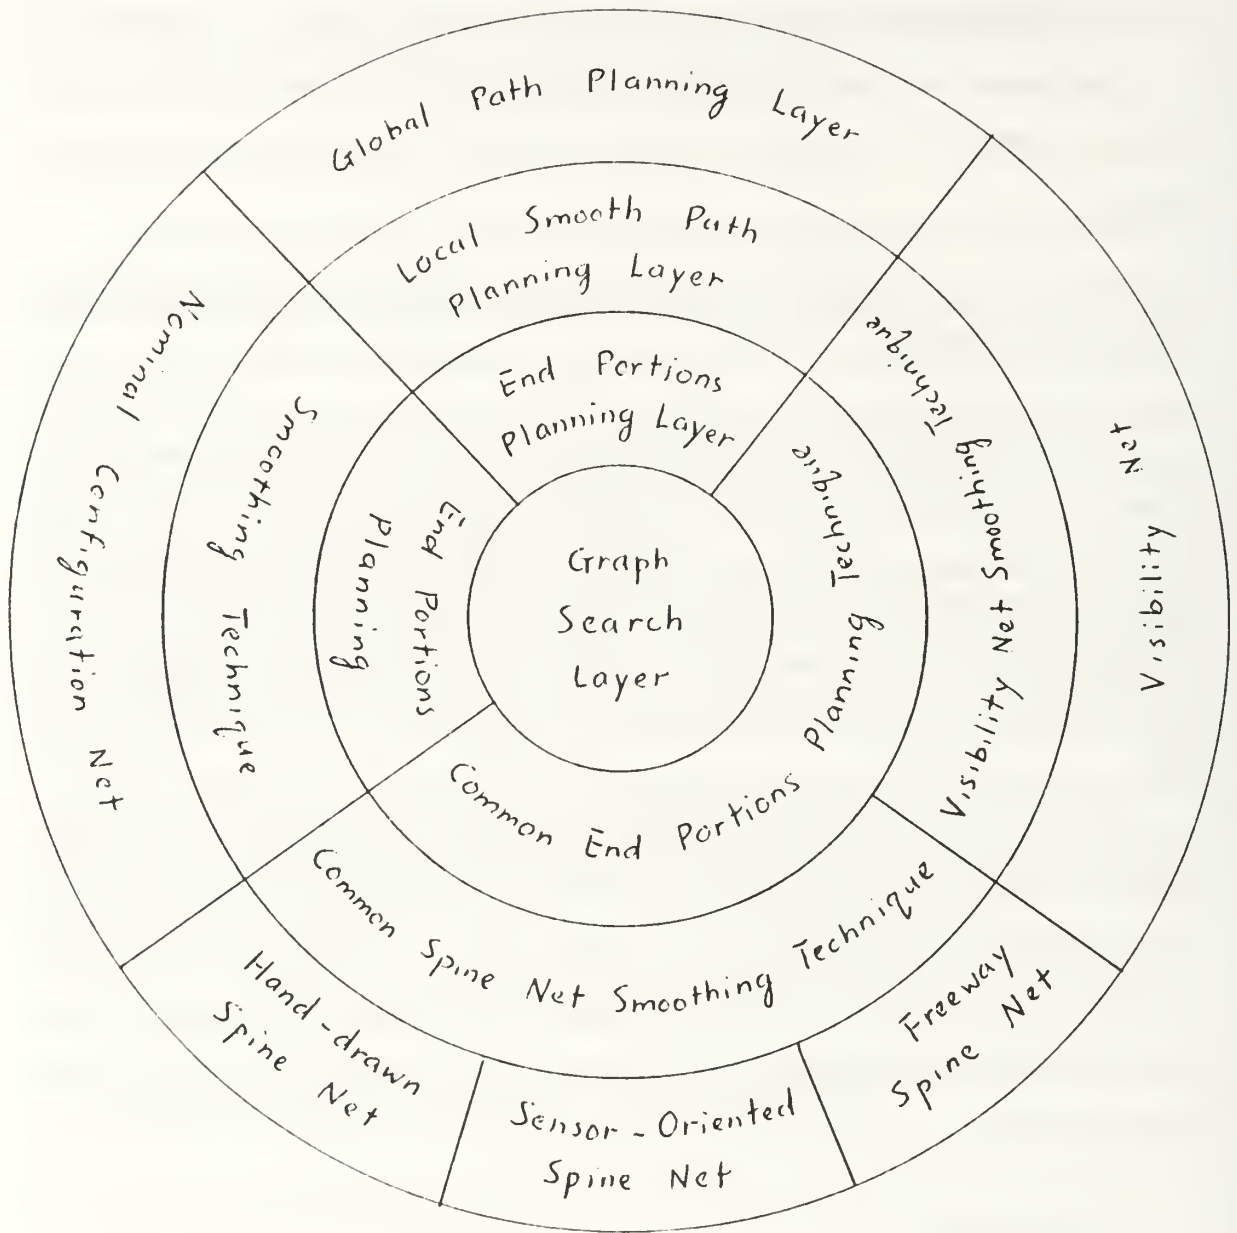 Global Path Planning Layer
Local Smooth Path
Planning Layer
End Portions
Planning Layer
Graph
Search
Layer
Nominal Configuration Net
Smoothing Technique
End Portions
Planning
Visibility Net
Visibility Net Smoothing Technique
Common End Portions Planning Technique
Common Spine Net Smoothing Technique
Hand-drawn
Spine Net
Sensor-Oriented
Spine Net
Freeway
Spine Net